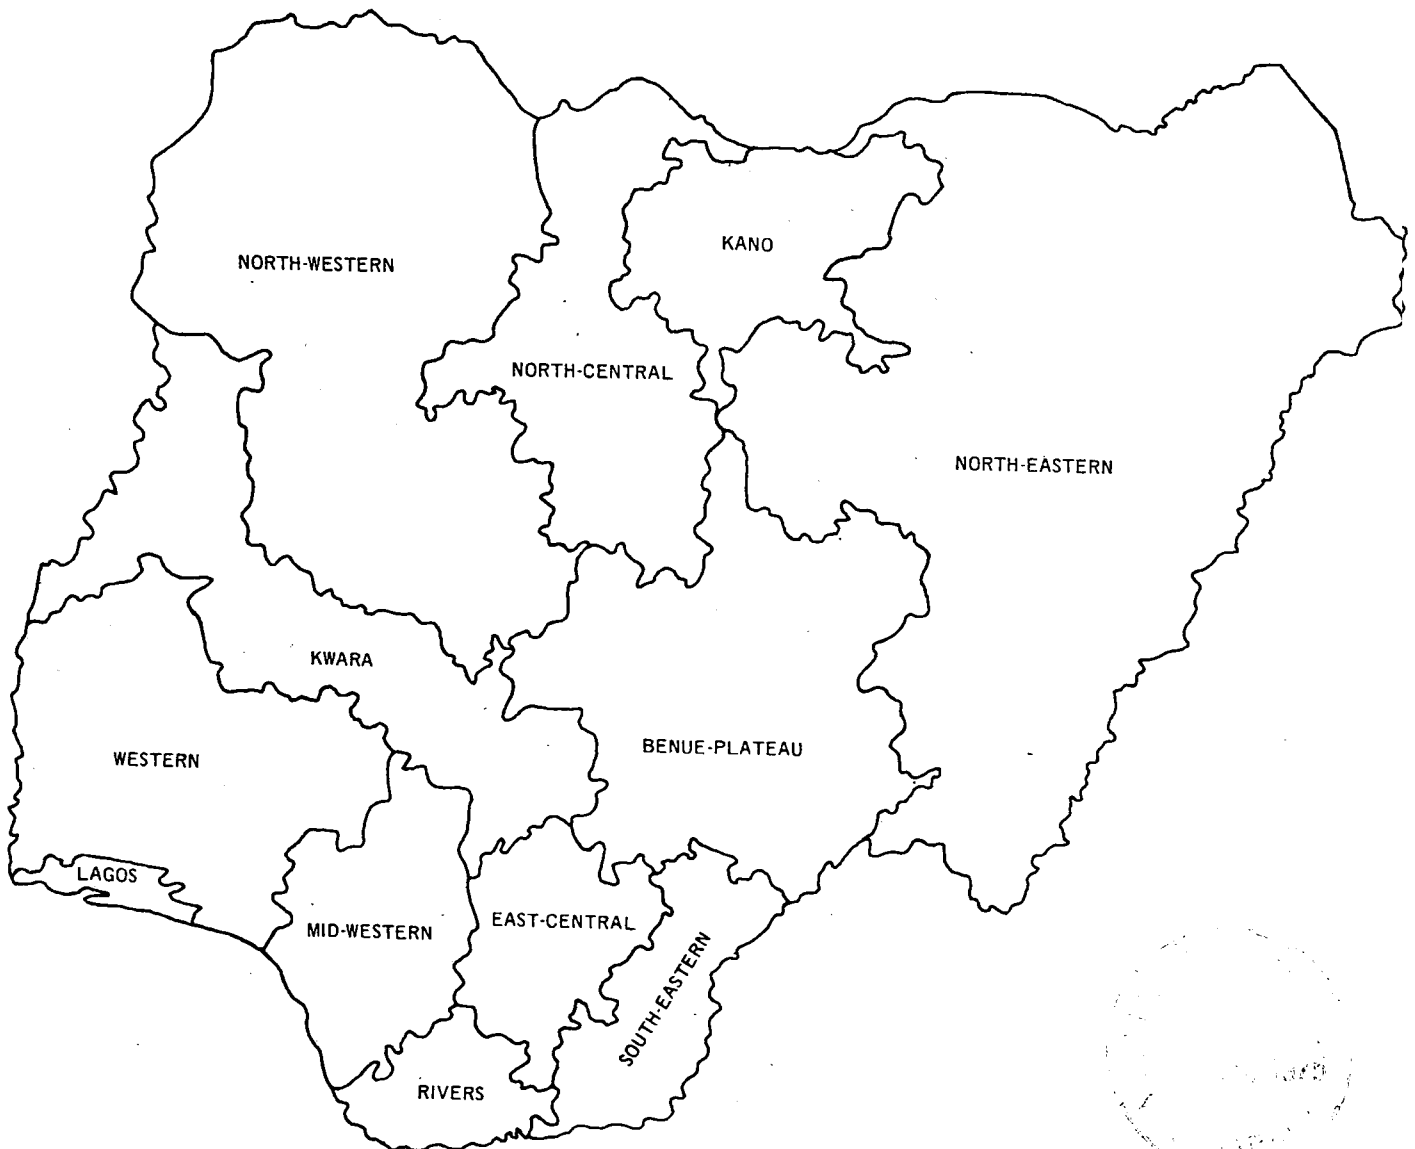 KANO
NORTH-WESTERN
NORTH-CENTRAL
NORTH-EASTERN
KWARA
BENUE-PLATEAU
WESTERN
LAGOS
MID-WESTERN
EAST-CENTRAL
SOUTH-EASTERN
RIVERS